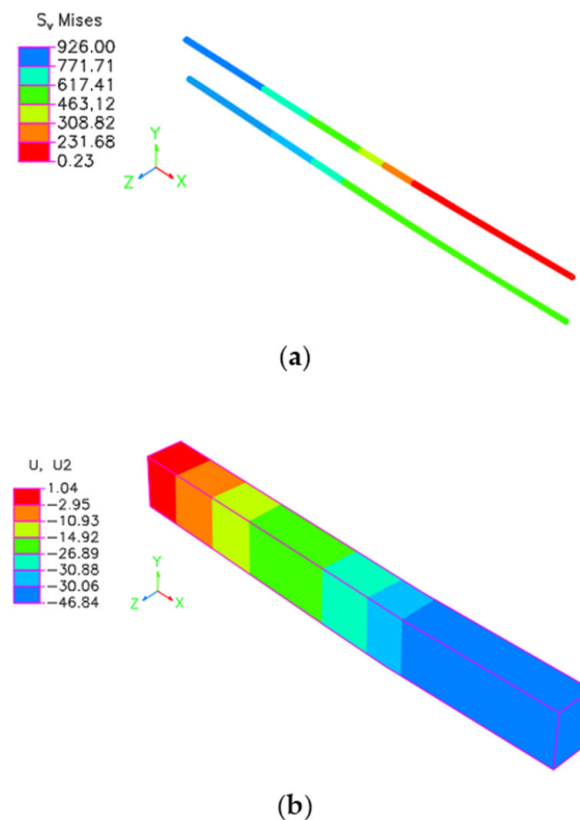 S, Mises
926.00
771.71
617.41
463,12
308.82
231.68
0.23
Y
Z X
(a)
U, U2
1.04
−2.95
−10.93
−14.92
−26.89
−30.88
−30.06
−46.84
Y
Z X
(b)